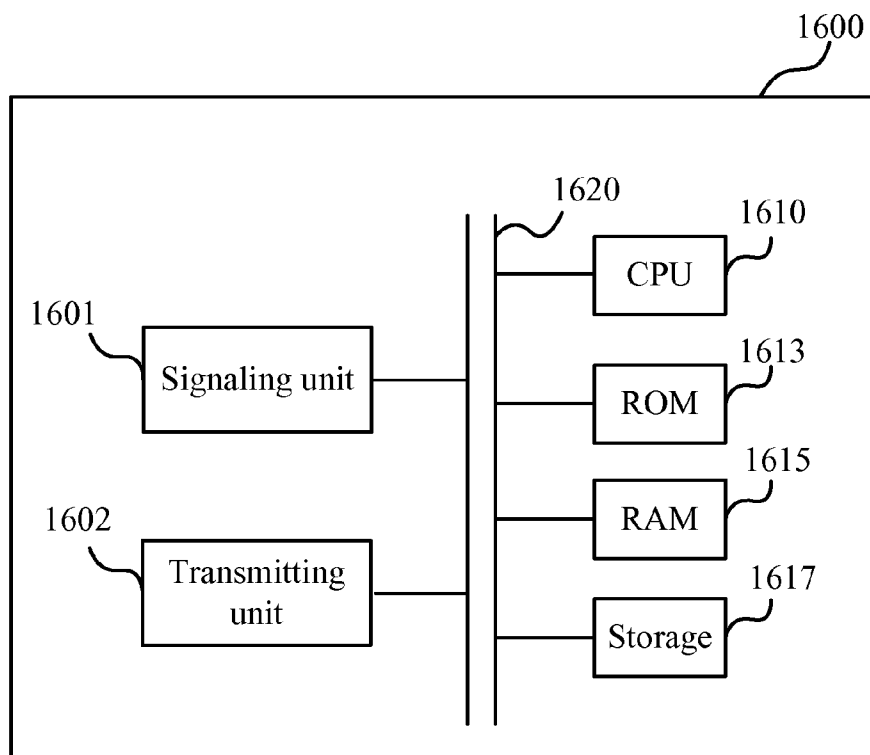 1600
1620
1610
CPU
1601
Signaling unit
1613
ROM
1615
RAM
1602
Transmitting
unit
1617
Storage